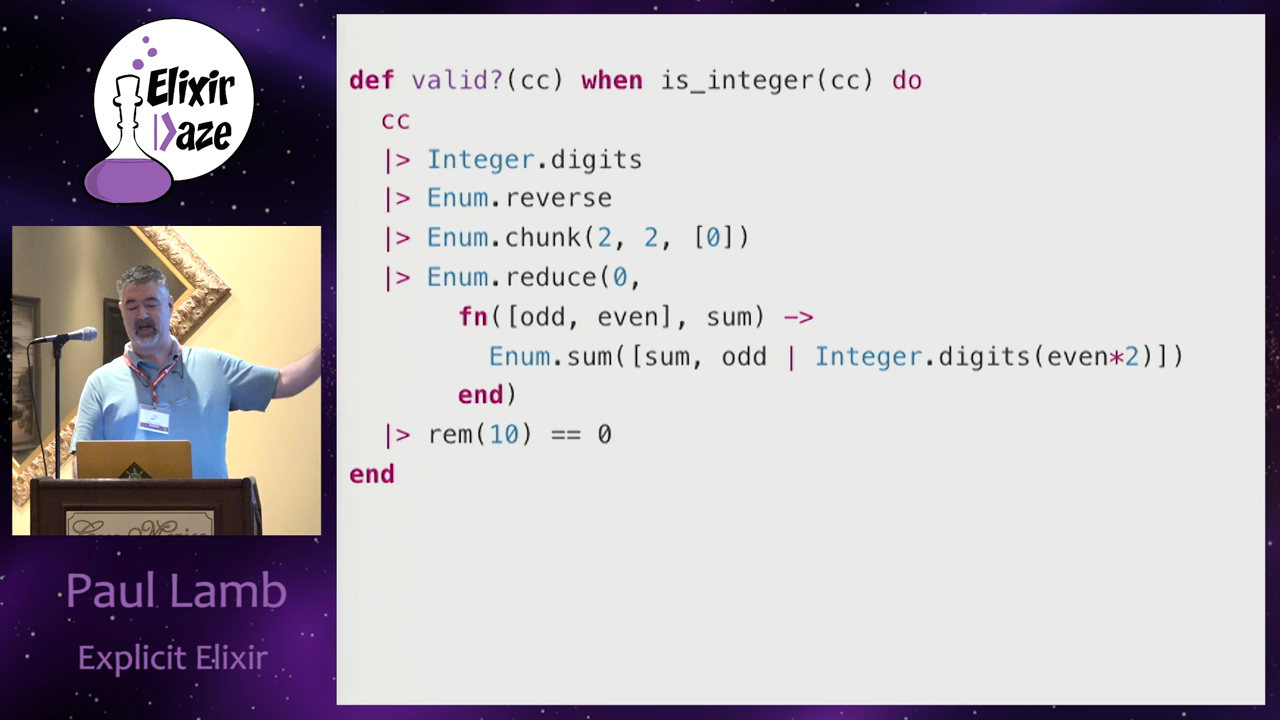 Elixir
|>aze
def valid?(cc) when is_integer(cc) do
  cc
  |> Integer.digits
  |> Enum.reverse
  |> Enum.chunk(2, 2, [0])
  |> Enum.reduce(0,
       fn([odd, even], sum) ->
         Enum.sum([sum, odd | Integer.digits(even*2)])
       end)
  |> rem(10) == 0
end
Paul Lamb
Explicit Elixir